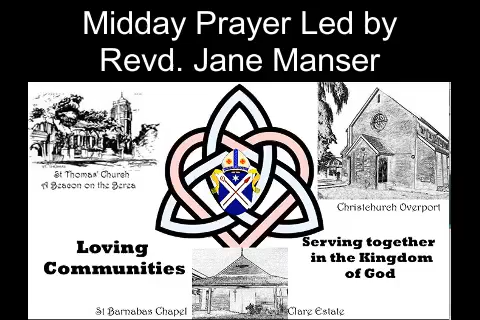 Midday Prayer Led by
Revd. Jane Manser
St Thomas' Church
A Beacon on the Berea
Christchurch Overport
Loving
Communities
Serving together
in the Kingdom
of God
St Barnabas Chapel
Clare Estate